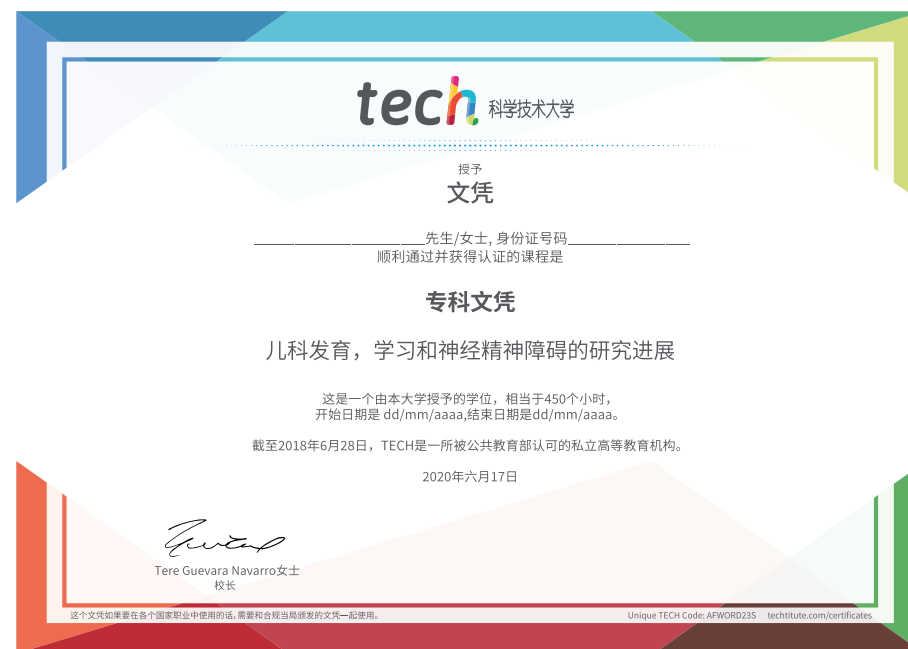 tech 科学技术大学
授予
文凭
先生/女士, 身份证号码
顺利通过并获得认证的课程是
专科文凭
儿科发育，学习和神经精神障碍的研究进展
这是一个由本大学授予的学位，相当于450个小时，
开始日期是 dd/mm/aaaa,结束日期是dd/mm/aaaa。
截至2018年6月28日，TECH是一所被公共教育部认可的私立高等教育机构。
2020年六月17日
Tere Guevara Navarro女士
校长
这个文凭如果要在各个国家职业中使用的话,需要和合规当局颁发的文凭一起使用。
Unique TECH Code: AFWORD23S techtitute.com/certificates